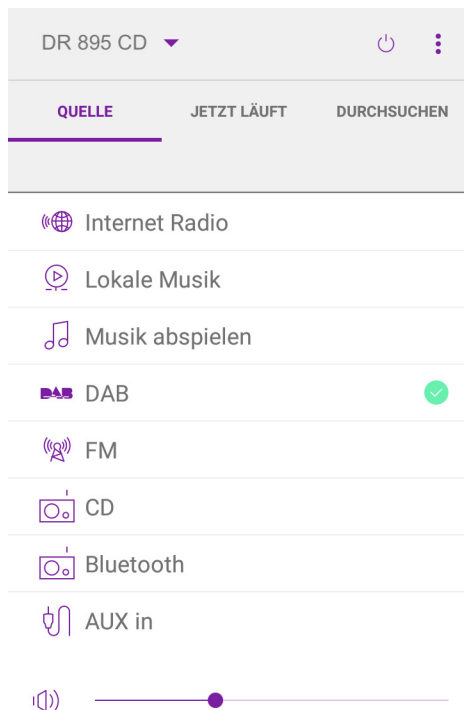 DR 895 CD
QUELLE JETZT LÄUFT DURCHSUCHEN
Internet Radio
Lokale Musik
Musik abspielen
DAB DAB
FM
CD
Bluetooth
AUX in